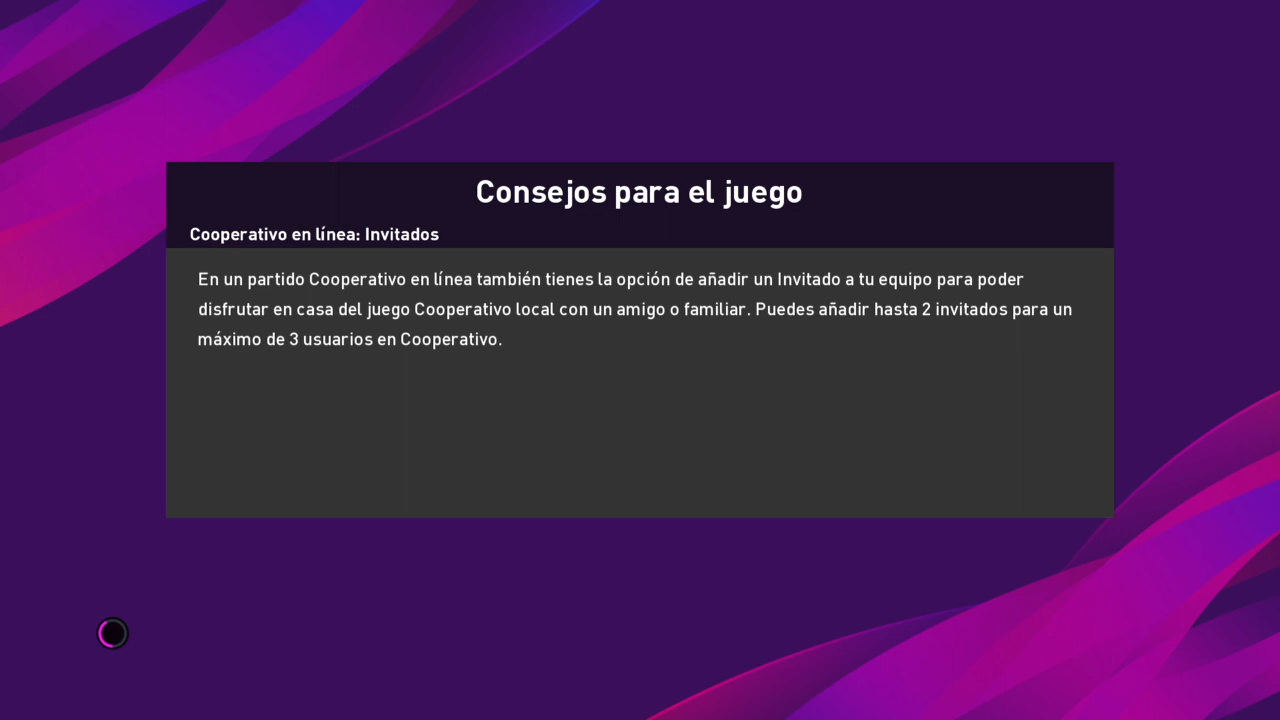 Consejos para el juego
Cooperativo en línea: Invitados
En un partido Cooperativo en línea también tienes la opción de añadir un Invitado a tu equipo para poder
disfrutar en casa del juego Cooperativo local con un amigo o familiar. Puedes añadir hasta 2 invitados para un
máximo de 3 usuarios en Cooperativo.